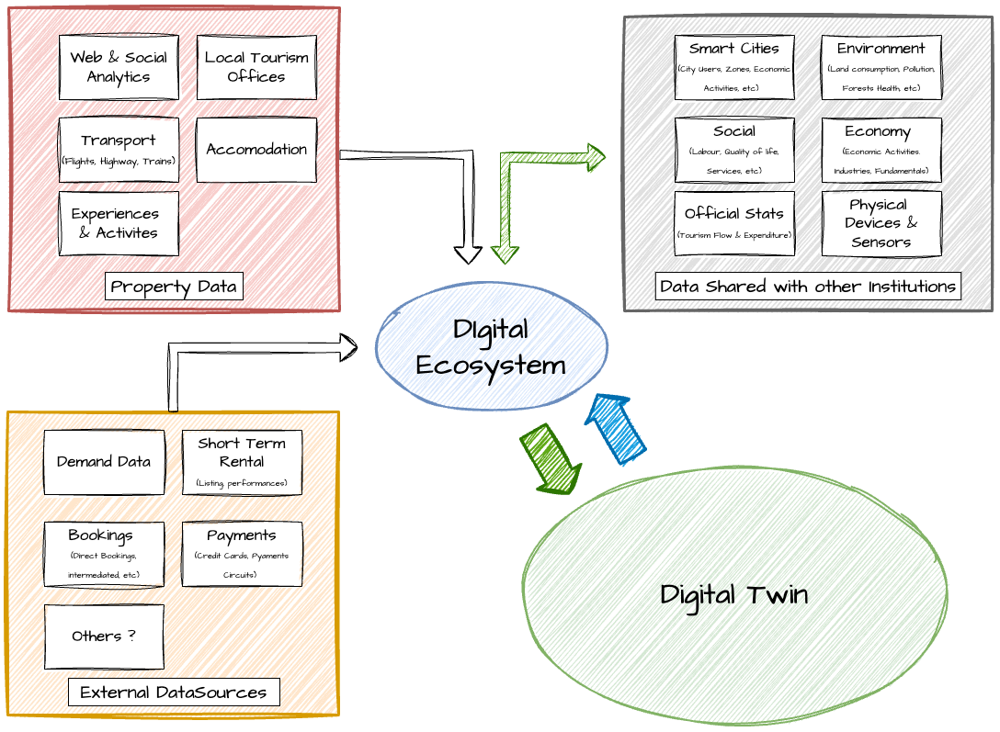 Web & Social
Analytics
Local Tourism
Offices
Transport
(Flights, Highway, Trains)
Accomodation
Experiences
& Activites
Property Data
Smart Cities
(City Users, Zones, Economic
Activities, etc)
Environment
(Land consumption, Pollution,
Forests Health, etc)
Social
(Labour, Quality of life,
Services, etc)
Economy
(Economic Activities.
Industries, Fundamentals)
Official Stats
(Tourism Flow & Expenditure)
Physical
Devices &
Sensors
Data Shared with other Institutions
DIgital
Ecosystem
Demand Data
Short Term
Rental
(Listing, performances)
Bookings
(Direct Bookings,
intermediated, etc)
Payments
(Credit Cards, Pyaments
Circuits)
Others ?
External DataSources
Digital Twin